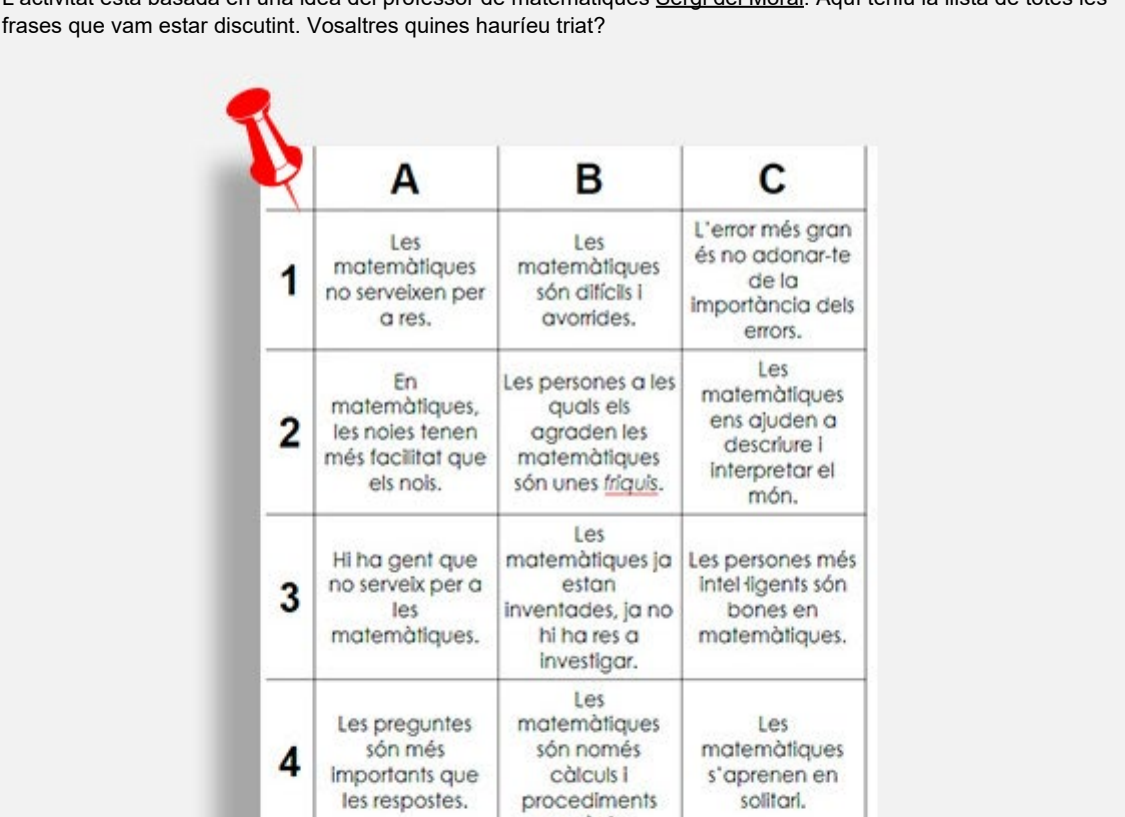 L'activitat està basada en una idea del professor de matemàtiques Sergi del Moral. Aquí teniu la llista de totes les
frases que vam estar discutint. Vosaltres quines hauríeu triat?
A
B
C
1
Les
matemàtiques
no serveixen per
a res.
Les
matemàtiques
són difícils i
avorrides.
L'error més gran
és no adonar-te
de la
importància dels
errors.
2
En
matemàtiques,
les noies tenen
més facilitat que
els nois.
Les persones a les
quals els
agraden les
matemàtiques
són unes friquis.
Les
matemàtiques
ens ajuden a
descriure i
interpretar el
món.
3
Hi ha gent que
no serveix per a
les
matemàtiques.
Les
matemàtiques ja
estan
inventades, ja no
hi ha res a
investigar.
Les persones més
intel·ligents són
bones en
matemàtiques.
4
Les preguntes
són més
importants que
les respostes.
Les
matemàtiques
són només
càlculs i
procediments
Les
matemàtiques
s'aprenen en
solitari.